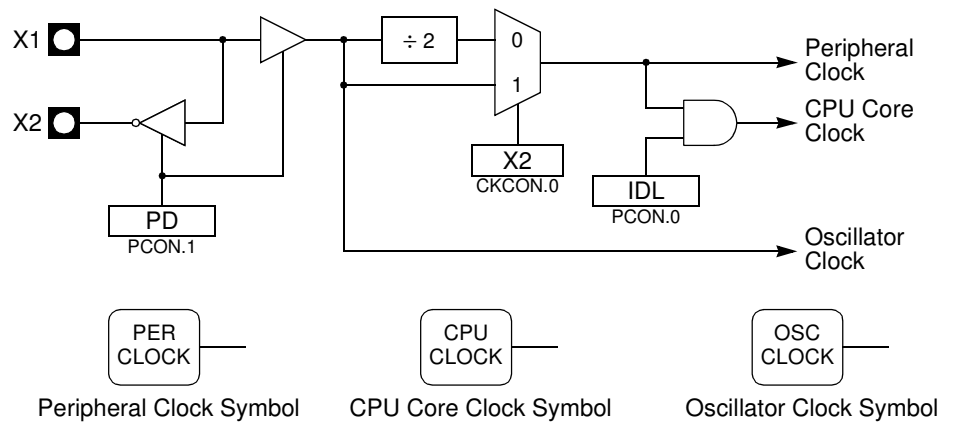 X1
÷ 2
0
Peripheral
Clock
1
X2
CPU Core
Clock
X2
CKCON.0
IDL
PCON.0
PD
PCON.1
Oscillator
Clock
PER
CLOCK
CPU
CLOCK
OSC
CLOCK
Peripheral Clock Symbol
CPU Core Clock Symbol
Oscillator Clock Symbol